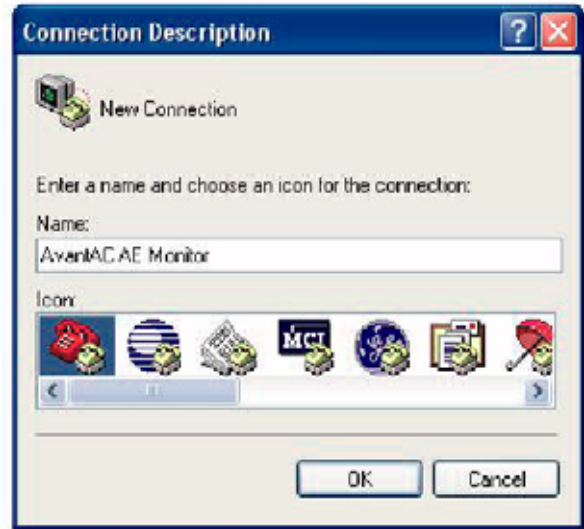 Connection Description
New Connection
Enter a name and choose an icon for the connection:
Name:
AvantAC AE Monitor
Icon:
MCI
OK
Cancel